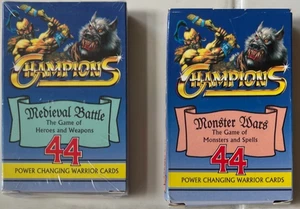 CHAMPIONS
Medieval Battle
The Game of
Heroes and Weapons
44
POWER CHANGING WARRIOR CARDS
CHAMPIONS
Monster Wars
The Game of
Monsters and Spells
44
POWER CHANGING WARRIOR CARDS